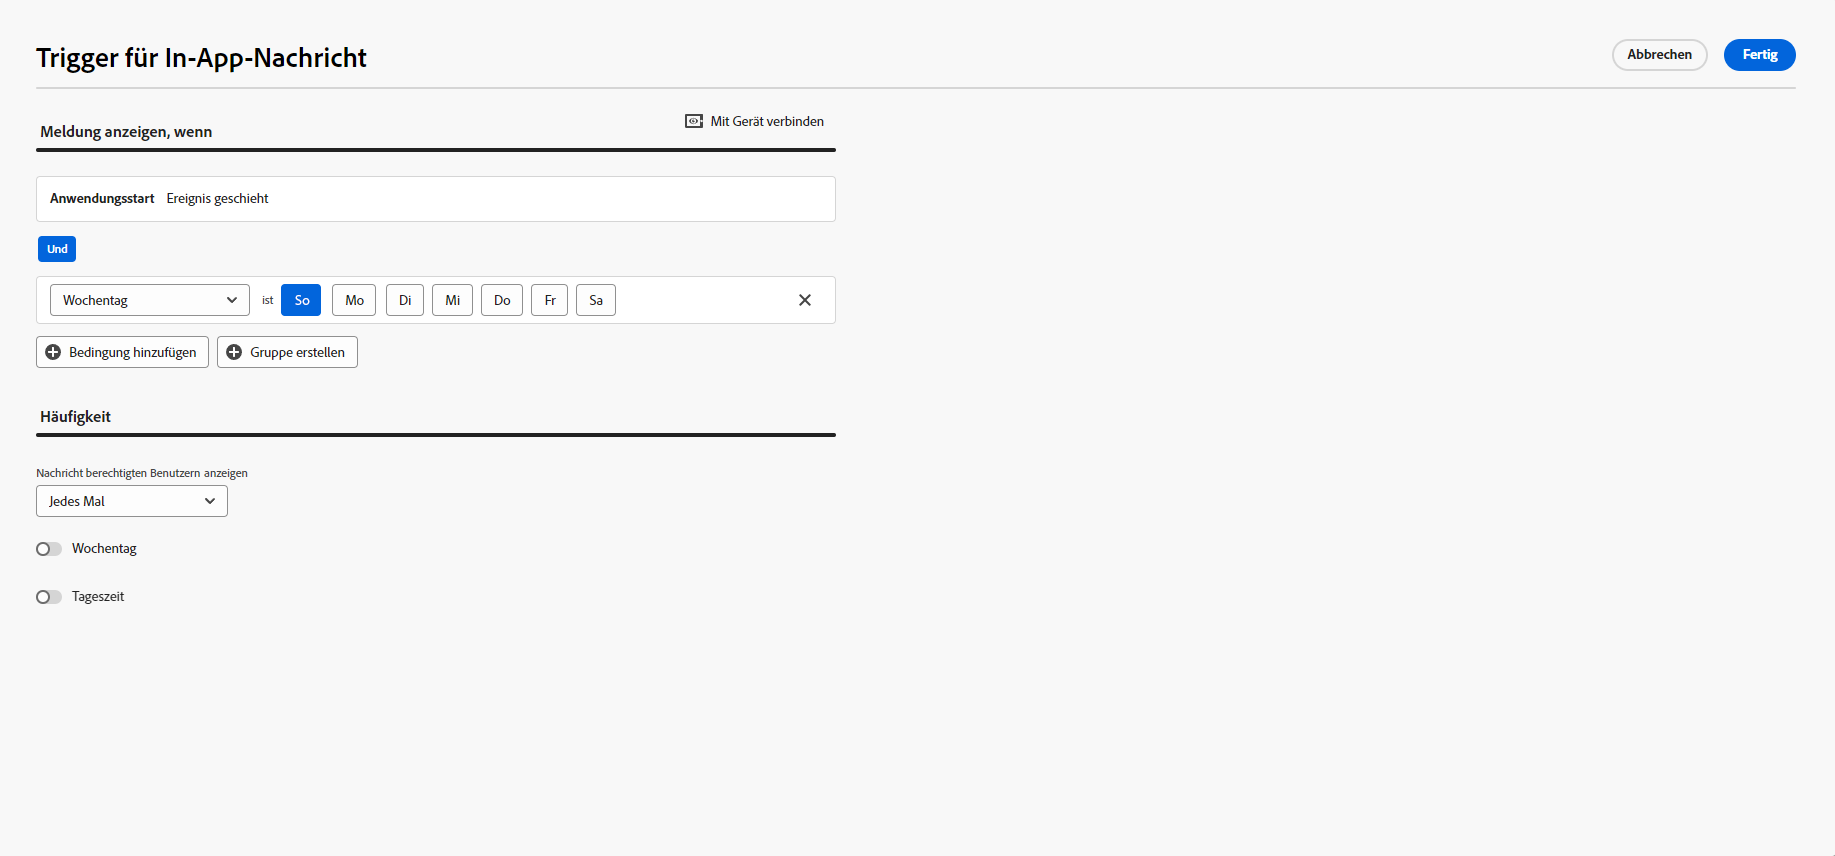 Trigger für In-App-Nachricht
Abbrechen
Fertig
Meldung anzeigen, wenn
Mit Gerät verbinden
Anwendungsstart Ereignis geschieht
Und
Wochentag ist So Mo Di Mi Do Fr Sa
Bedingung hinzufügen
Gruppe erstellen
Häufigkeit
Nachricht berechtigten Benutzern anzeigen
Jedes Mal
Wochentag
Tageszeit